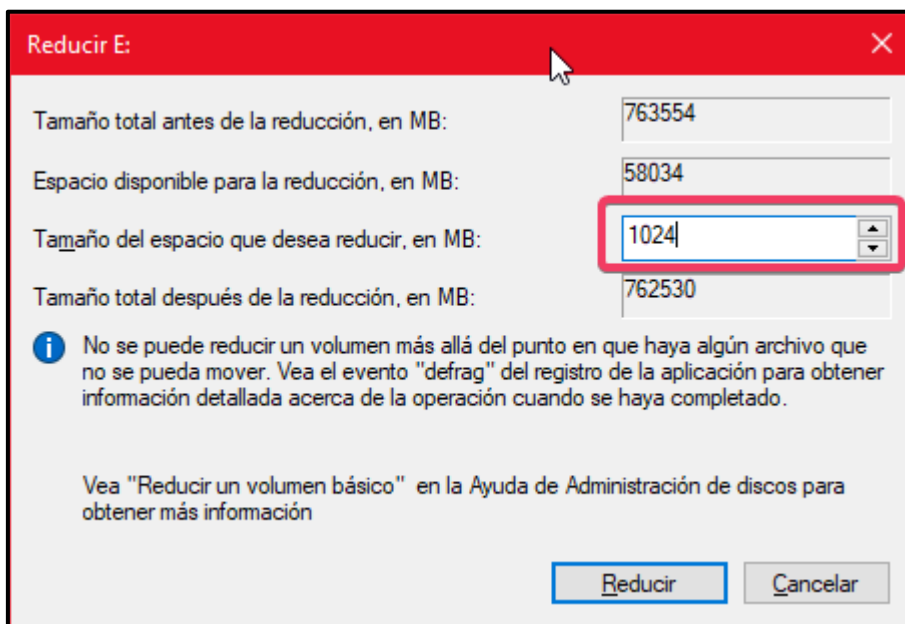 Reducir E:
Tamaño total antes de la reducción, en MB: 763554
Espacio disponible para la reducción, en MB: 58034
Tamaño del espacio que desea reducir, en MB: 1024
Tamaño total después de la reducción, en MB: 762530
No se puede reducir un volumen más allá del punto en que haya algún archivo que
no se pueda mover. Vea el evento "defrag" del registro de la aplicación para obtener
información detallada acerca de la operación cuando se haya completado.
Vea "Reducir un volumen básico" en la Ayuda de Administración de discos para
obtener más información
Reducir Cancelar